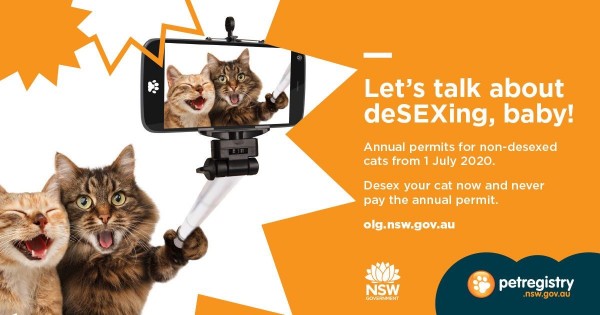 Let's talk about
deSEXing, baby!
Annual permits for non-desexed
cats from 1 July 2020.
Desex your cat now and never
pay the annual permit.
olg.nsw.gov.au
NSW
GOVERNMENT
petregistry
.nsw.gov.au